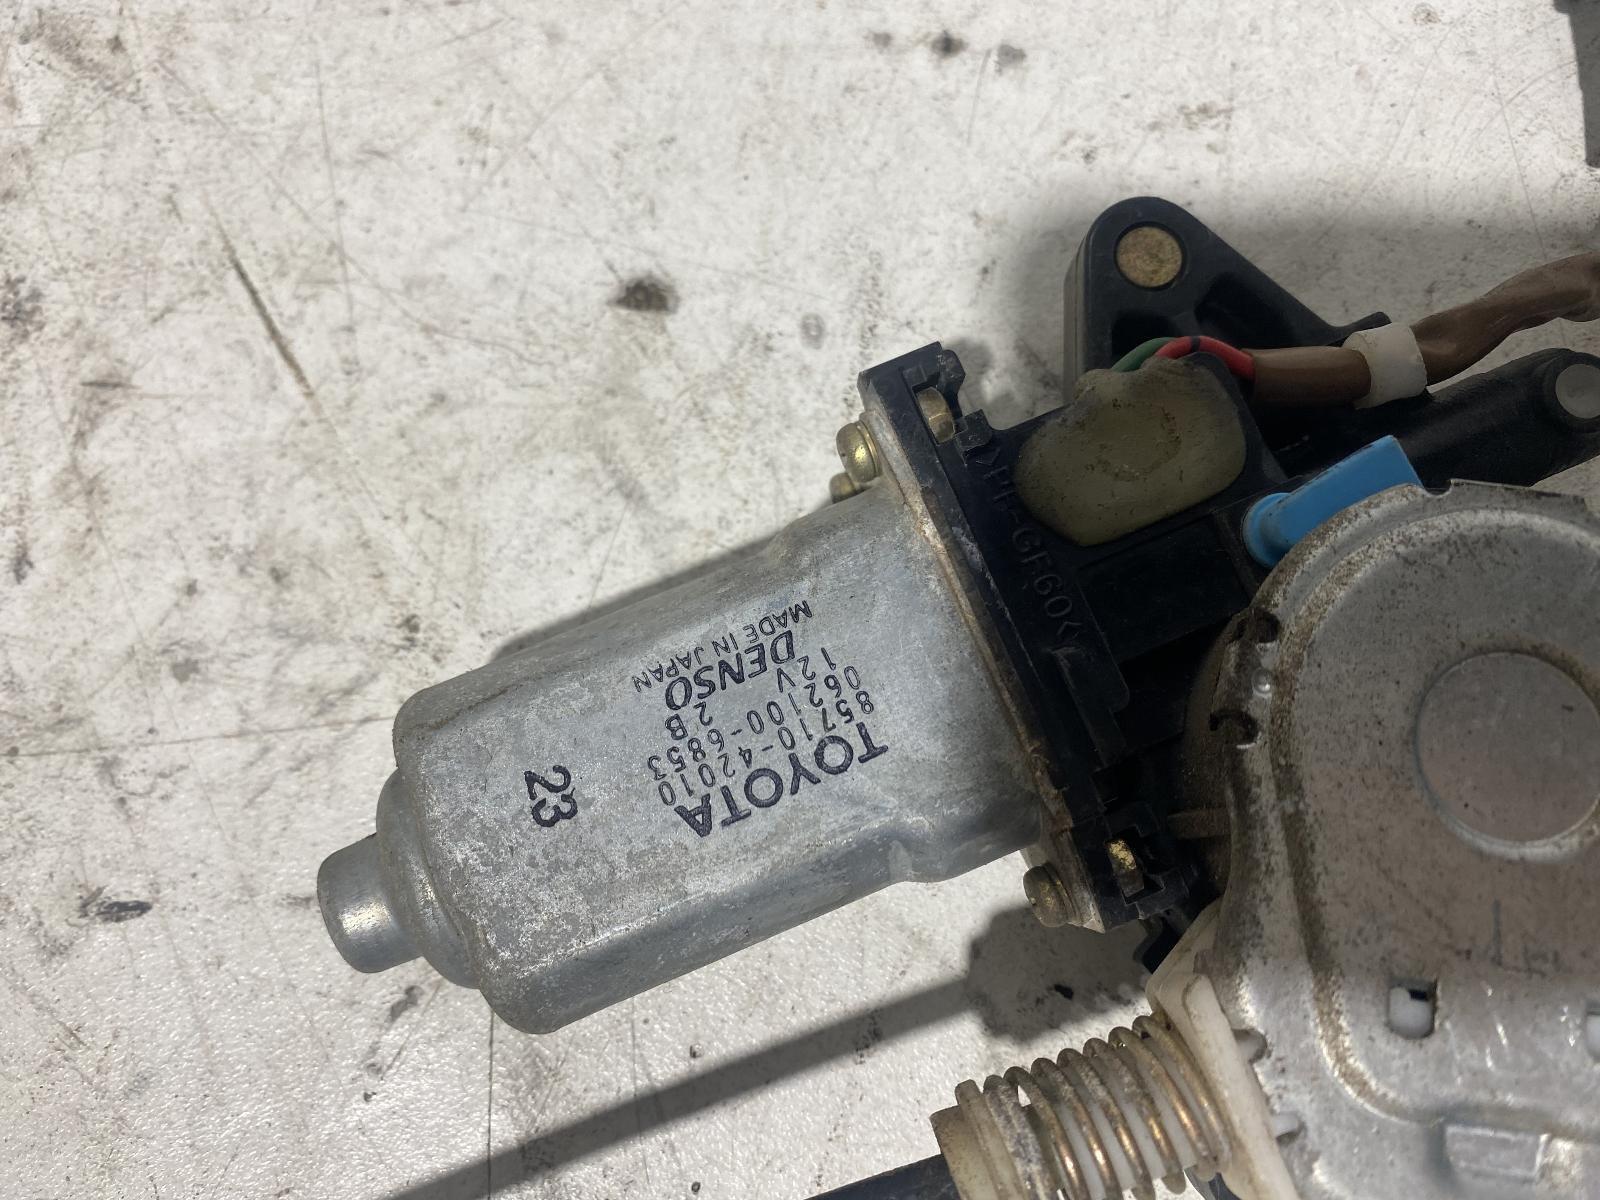 TOYOTA
85710-42010
062100-6853
12V 2B
DENSO
MADE IN JAPAN
23